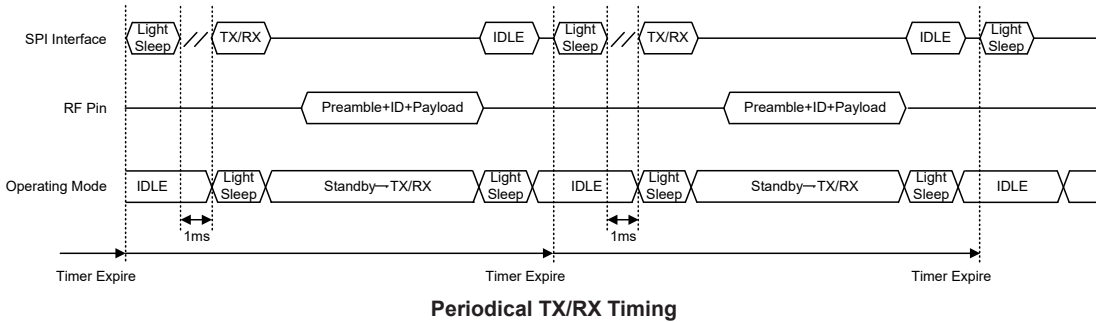 SPI Interface
Light
Sleep
TX/RX
IDLE
Light
Sleep
TX/RX
IDLE
Light
Sleep
RF Pin
Preamble+ID+Payload
Preamble+ID+Payload
Operating Mode
IDLE
Light
Sleep
Standby→TX/RX
Light
Sleep
IDLE
Light
Sleep
Standby→TX/RX
Light
Sleep
IDLE
1ms
1ms
Timer Expire
Timer Expire
Timer Expire
Periodical TX/RX Timing